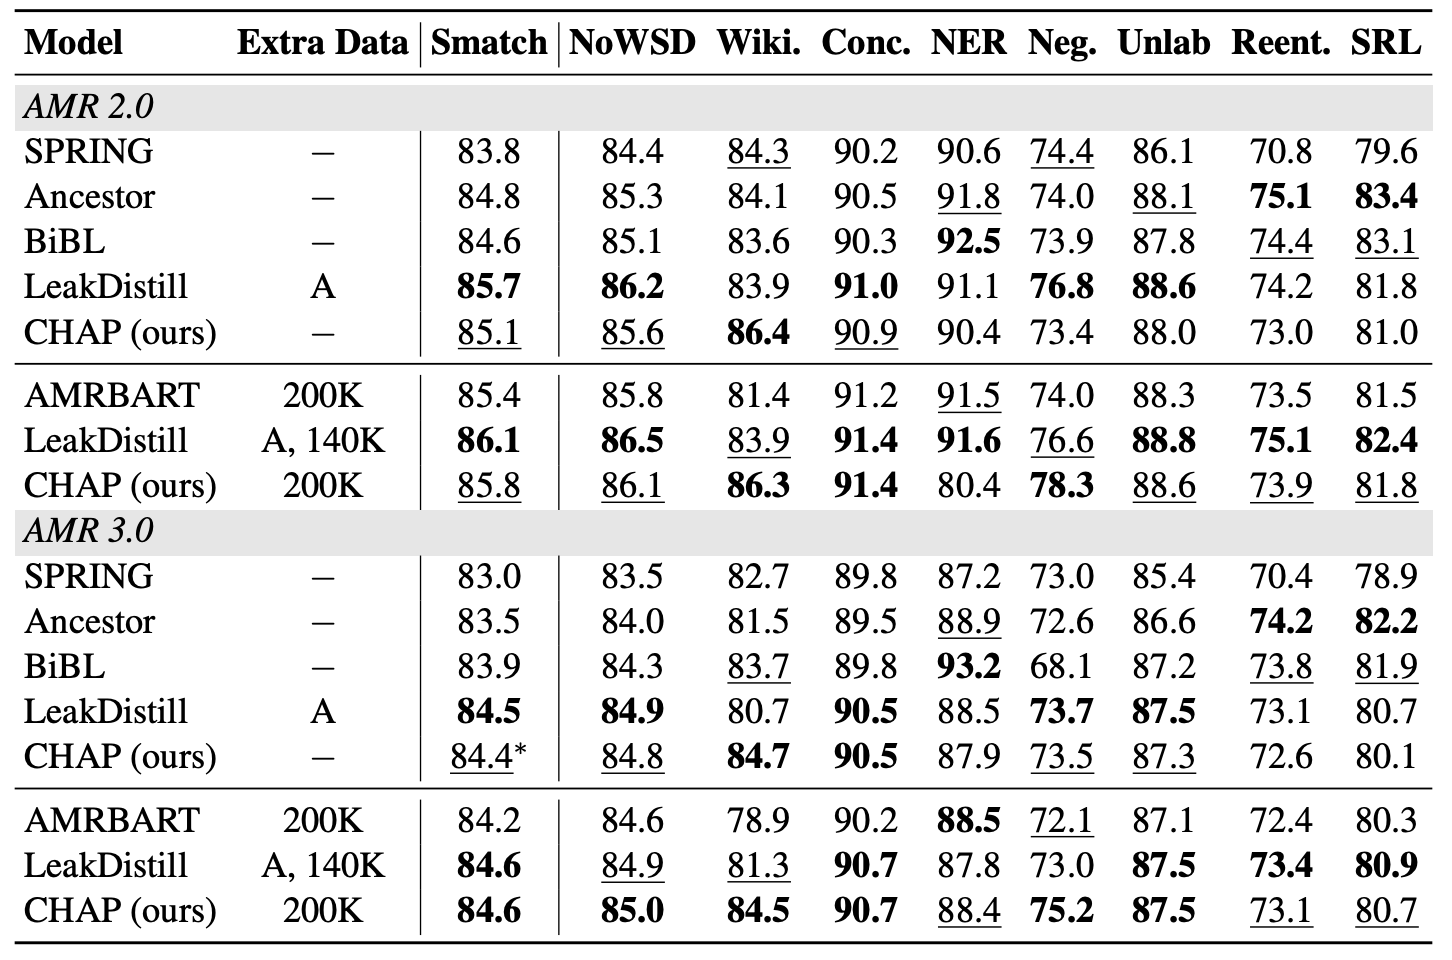 Model Extra Data Smatch NoWSD Wiki. Conc. NER Neg. Unlab Reent. SRL
AMR 2.0
SPRING – 83.8 84.4 84.3 90.2 90.6 74.4 86.1 70.8 79.6
Ancestor – 84.8 85.3 84.1 90.5 91.8 74.0 88.1 75.1 83.4
BiBL – 84.6 85.1 83.6 90.3 92.5 73.9 87.8 74.4 83.1
LeakDistill A 85.7 86.2 83.9 91.0 91.1 76.8 88.6 74.2 81.8
CHAP (ours) – 85.1 85.6 86.4 90.9 90.4 73.4 88.0 73.0 81.0
AMRBART 200K 85.4 85.8 81.4 91.2 91.5 74.0 88.3 73.5 81.5
LeakDistill A, 140K 86.1 86.5 83.9 91.4 91.6 76.6 88.8 75.1 82.4
CHAP (ours) 200K 85.8 86.1 86.3 91.4 80.4 78.3 88.6 73.9 81.8
AMR 3.0
SPRING – 83.0 83.5 82.7 89.8 87.2 73.0 85.4 70.4 78.9
Ancestor – 83.5 84.0 81.5 89.5 88.9 72.6 86.6 74.2 82.2
BiBL – 83.9 84.3 83.7 89.8 93.2 68.1 87.2 73.8 81.9
LeakDistill A 84.5 84.9 80.7 90.5 88.5 73.7 87.5 73.1 80.7
CHAP (ours) – 84.4* 84.8 84.7 90.5 87.9 73.5 87.3 72.6 80.1
AMRBART 200K 84.2 84.6 78.9 90.2 88.5 72.1 87.1 72.4 80.3
LeakDistill A, 140K 84.6 84.9 81.3 90.7 87.8 73.0 87.5 73.4 80.9
CHAP (ours) 200K 84.6 85.0 84.5 90.7 88.4 75.2 87.5 73.1 80.7